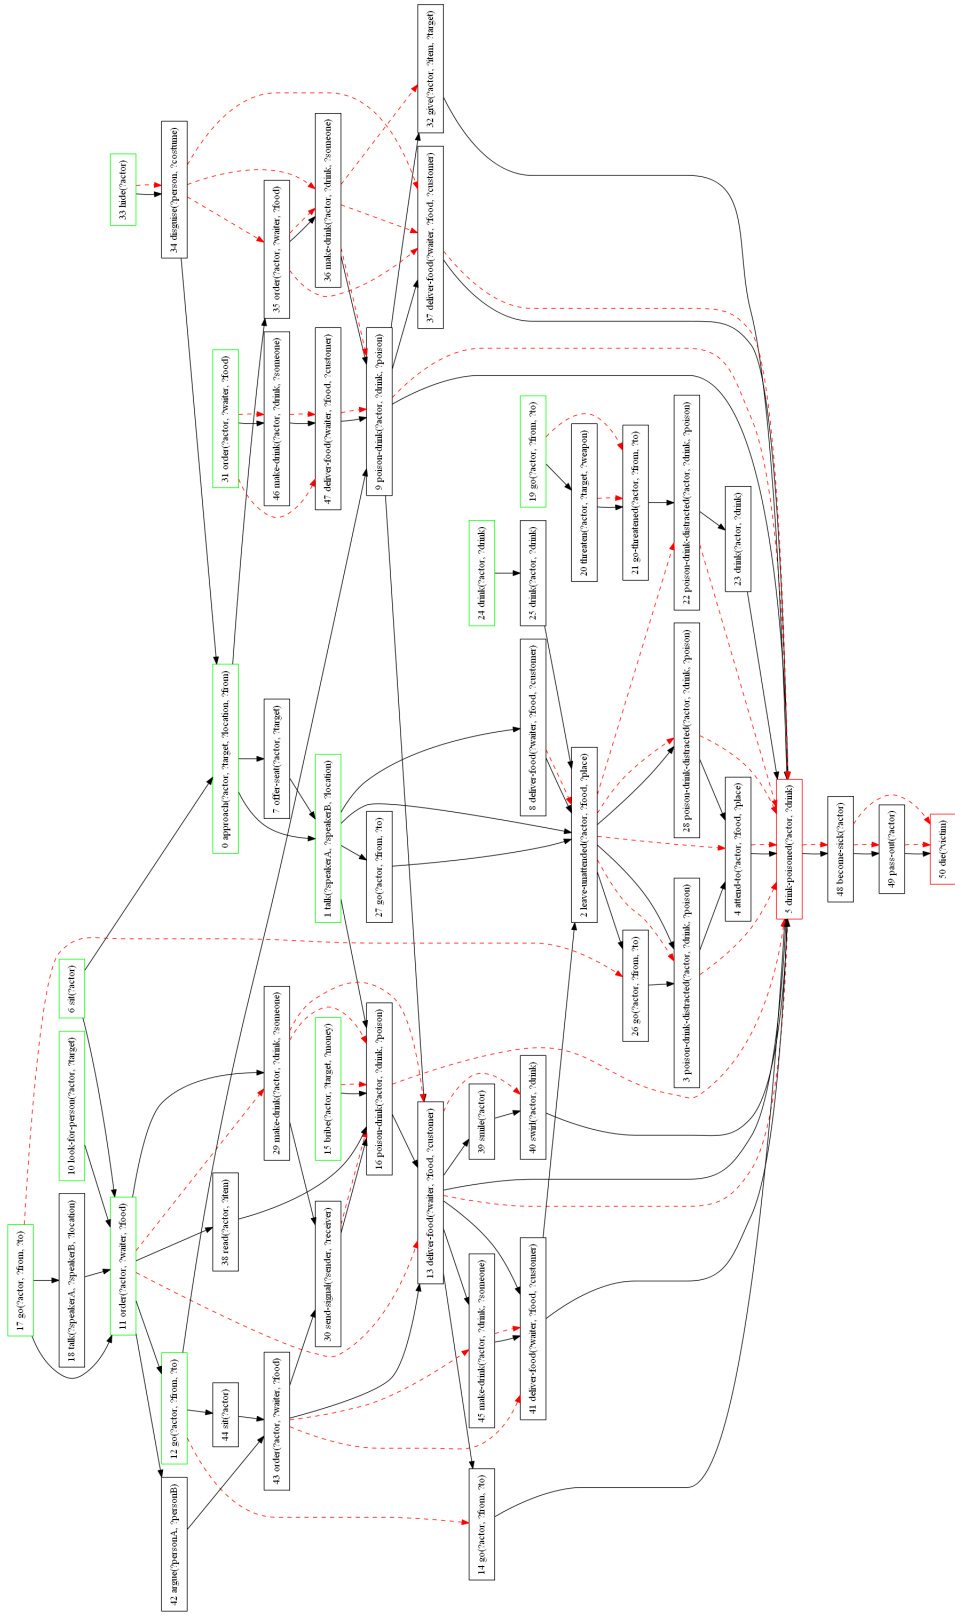 17 go(?actor, ?from, ?to)
18 talk(?speakerA, ?speakerB, ?location)
10 look-for-person(?actor, ?target)
6 sit(?actor)
11 order(?actor, ?waiter, ?food)
33 hide(?actor)
42 argue(?personA, ?personB)
12 go(?actor, ?from, ?to)
34 disguise(?person, ?costume)
44 sit(?actor)
38 read(?actor, ?item)
0 approach(?actor, ?target, ?location, ?from)
31 order(?actor, ?waiter, ?food)
43 order(?actor, ?waiter, ?food)
29 make-drink(?actor, ?drink, ?someone)
7 offer-seat(?actor, ?target)
46 make-drink(?actor, ?drink, ?someone)
35 order(?actor, ?waiter, ?food)
30 send-signal(?sender, ?receiver)
15 bribe(?actor, ?target, ?money)
1 talk(?speakerA, ?speakerB, ?location)
47 deliver-food(?waiter, ?food, ?customer)
36 make-drink(?actor, ?drink, ?someone)
16 poison-drink(?actor, ?drink, ?poison)
27 go(?actor, ?from, ?to)
9 poison-drink(?actor, ?drink, ?poison)
13 deliver-food(?waiter, ?food, ?customer)
37 deliver-food(?waiter, ?food, ?customer)
32 give(?actor, ?item, ?target)
14 go(?actor, ?from, ?to)
45 make-drink(?actor, ?drink, ?someone)
39 smile(?actor)
24 drink(?actor, ?drink)
41 deliver-food(?waiter, ?food, ?customer)
40 swirl(?actor, ?drink)
8 deliver-food(?waiter, ?food, ?customer)
25 drink(?actor, ?drink)
19 go(?actor, ?from, ?to)
2 leave-unattended(?actor, ?food, ?place)
20 threaten(?actor, ?target, ?weapon)
26 go(?actor, ?from, ?to)
21 go-threatened(?actor, ?from, ?to)
3 poison-drink-distracted(?actor, ?drink, ?poison)
28 poison-drink-distracted(?actor, ?drink, ?poison)
22 poison-drink-distracted(?actor, ?drink, ?poison)
4 attend-to(?actor, ?food, ?place)
23 drink(?actor, ?drink)
5 drink-poisoned(?actor, ?drink)
48 become-sick(?actor)
49 pass-out(?actor)
50 die(?victim)